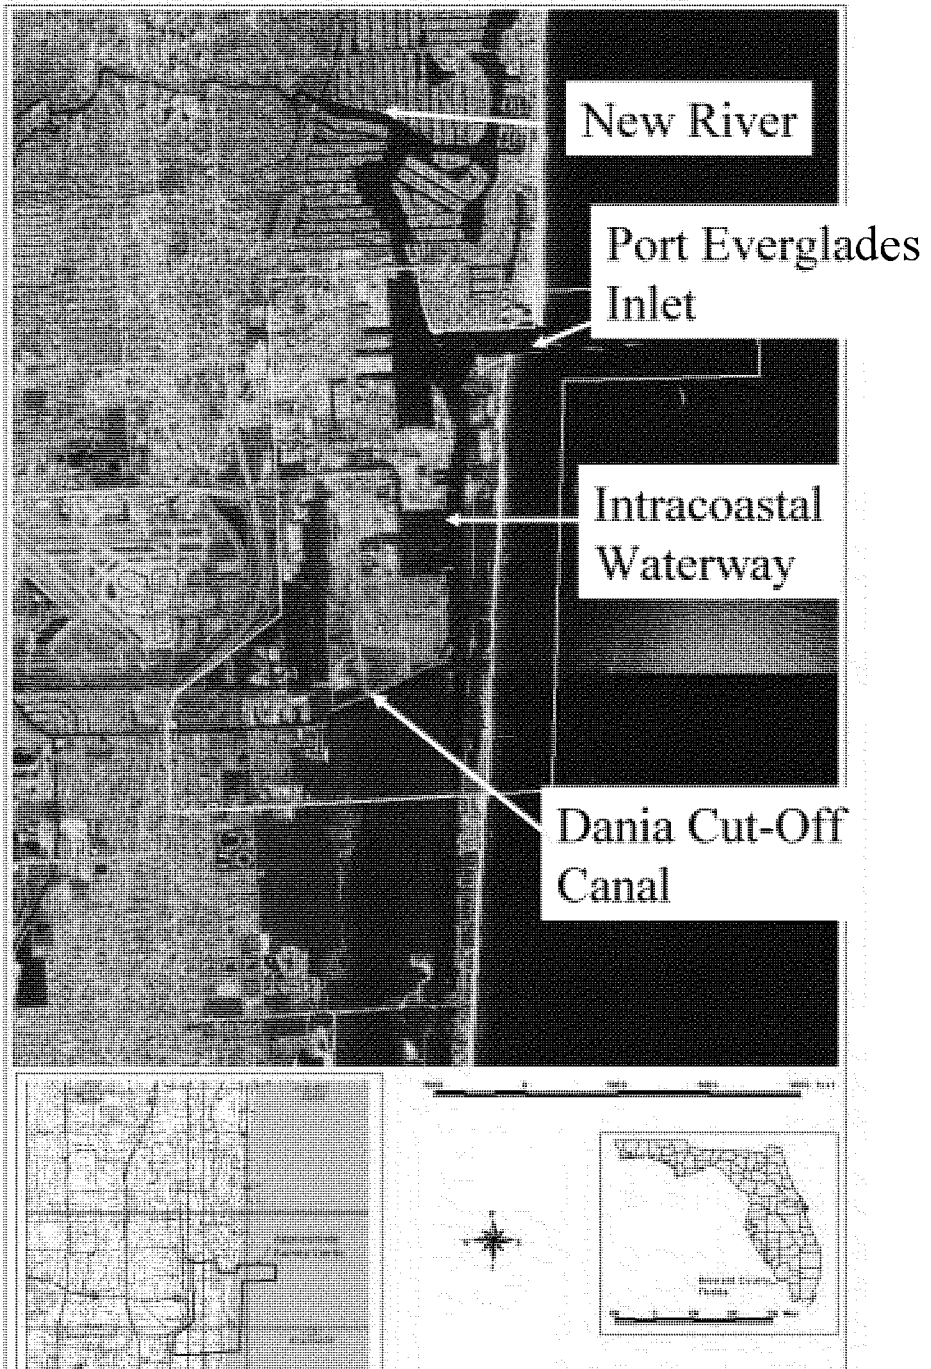 New River
Port Everglades
Inlet
Intracoastal
Waterway
Dania Cut-Off
Canal